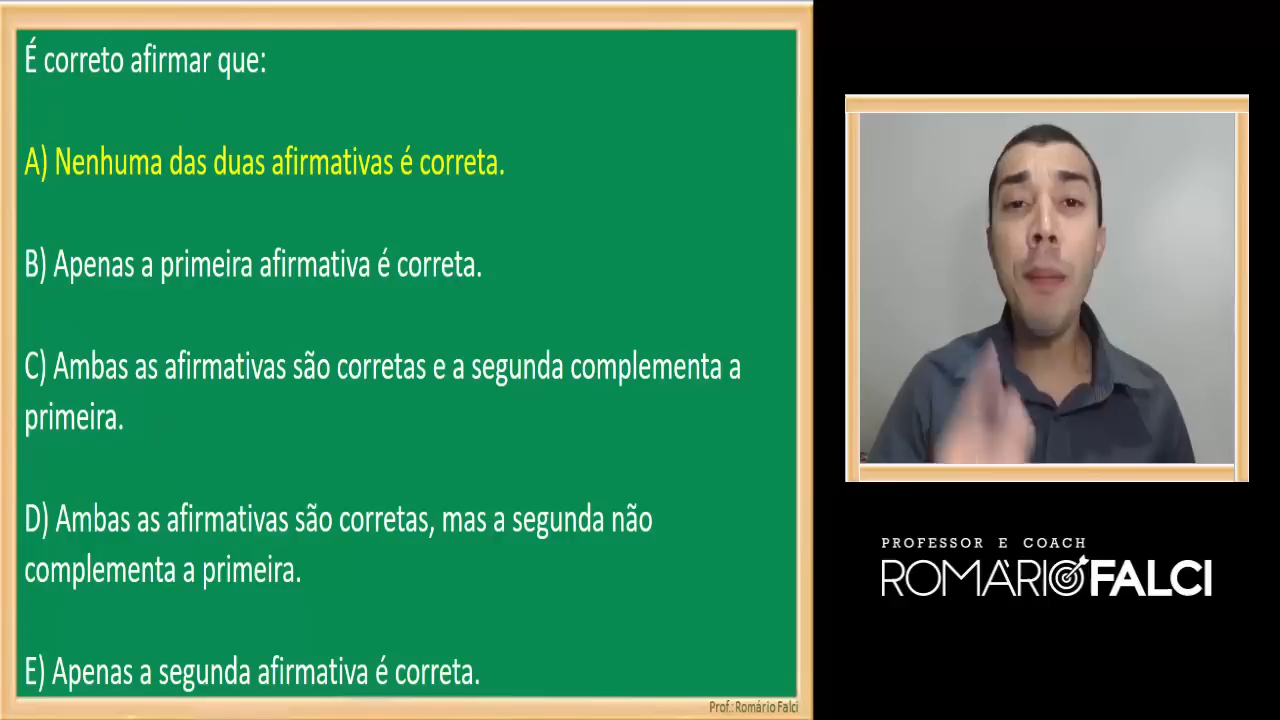 É correto afirmar que:
A) Nenhuma das duas afirmativas é correta.
B) Apenas a primeira afirmativa é correta.
C) Ambas as afirmativas são corretas e a segunda complementa a
primeira.
D) Ambas as afirmativas são corretas, mas a segunda não
complementa a primeira.
E) Apenas a segunda afirmativa é correta.
Prof.: Romário Falci
PROFESSOR E COACH
ROMÁRIO FALCI